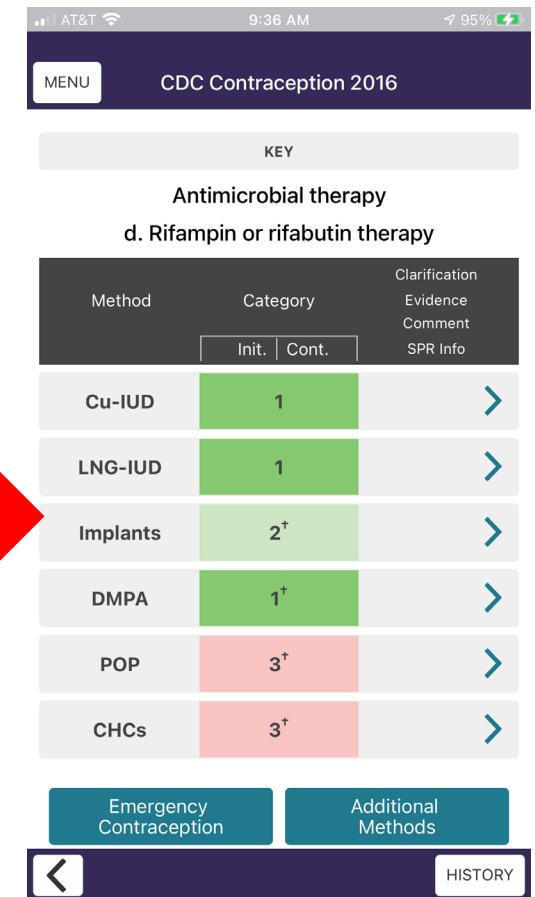 AT&T 9:36 AM 95%
MENU CDC Contraception 2016
KEY
Antimicrobial therapy
d. Rifampin or rifabutin therapy
Method Category Clarification
Evidence
Comment
SPR Info
Init. Cont.
Cu-IUD 1
LNG-IUD 1
Implants 2†
DMPA 1†
POP 3†
CHCs 3†
Emergency
Contraception
Additional
Methods
HISTORY